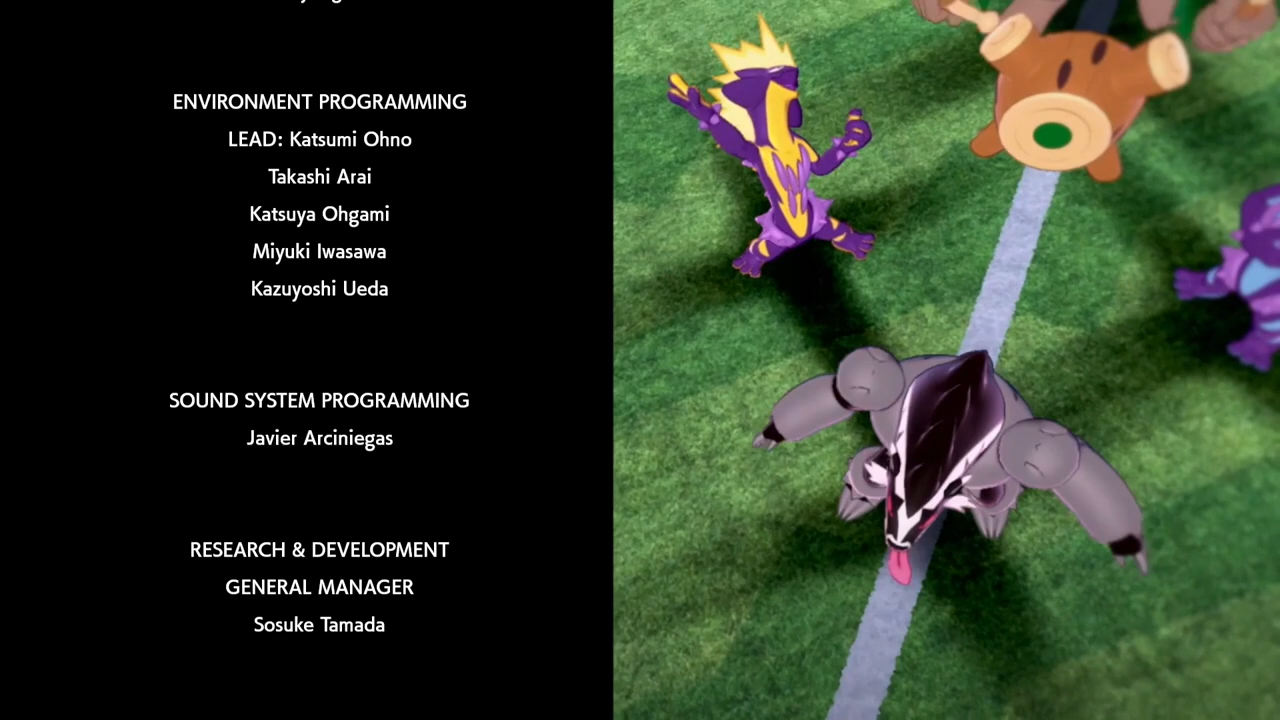 ENVIRONMENT PROGRAMMING
LEAD: Katsumi Ohno
Takashi Arai
Katsuya Ohgami
Miyuki Iwasawa
Kazuyoshi Ueda
SOUND SYSTEM PROGRAMMING
Javier Arciniegas
RESEARCH & DEVELOPMENT
GENERAL MANAGER
Sosuke Tamada